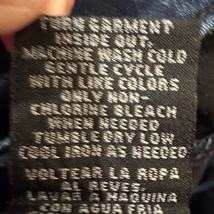 TURN GARMENT
INSIDE OUT.
MACHINE WASH COLD
GENTLE CYCLE
WITH LIKE COLORS
ONLY NON-
CHLORINE BLEACH
WHEN NEEDED
TUMBLE DRY LOW
COOL IRON AS NEEDED
VOLTEAR LA ROPA
AL REVES.
LAVAR A MAQUINA
CON AGUA FRIA